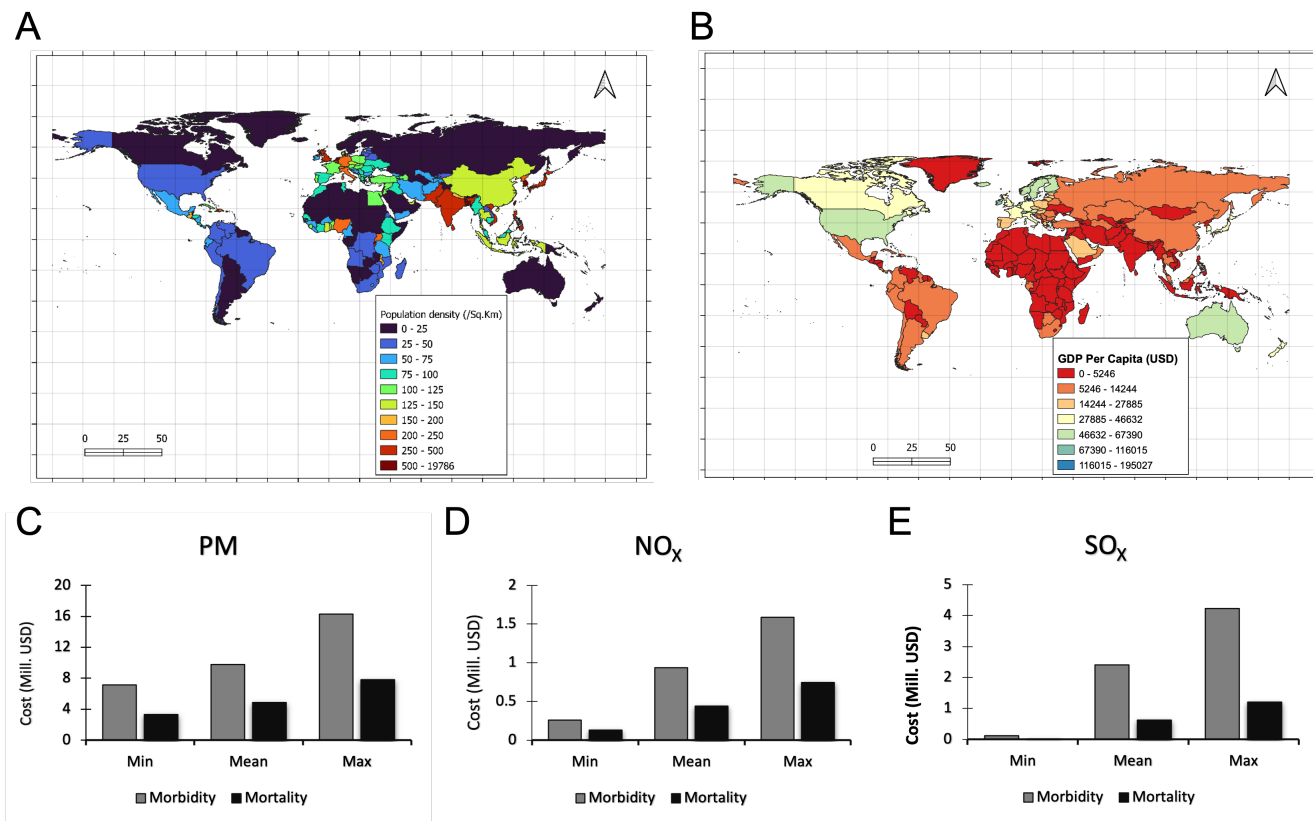 A
Population density (/Sq.Km)
0 - 25
25 - 50
50 - 75
75 - 100
100 - 125
125 - 150
150 - 200
200 - 250
250 - 500
500 - 19786
0 25 50
B
GDP Per Capita (USD)
0 - 5246
5246 - 14244
14244 - 27885
27885 - 46632
46632 - 67390
67390 - 116015
116015 - 195027
0 25 50
C
PM
Cost (Mill. USD)
20
16
12
8
4
0
Min Mean Max
Morbidity Mortality
D
NOX
Cost (Mill. USD)
2
1.5
1
0.5
0
Min Mean Max
Morbidity Mortality
E
SOX
Cost (Mill. USD)
5
4
3
2
1
0
Min Mean Max
Morbidity Mortality